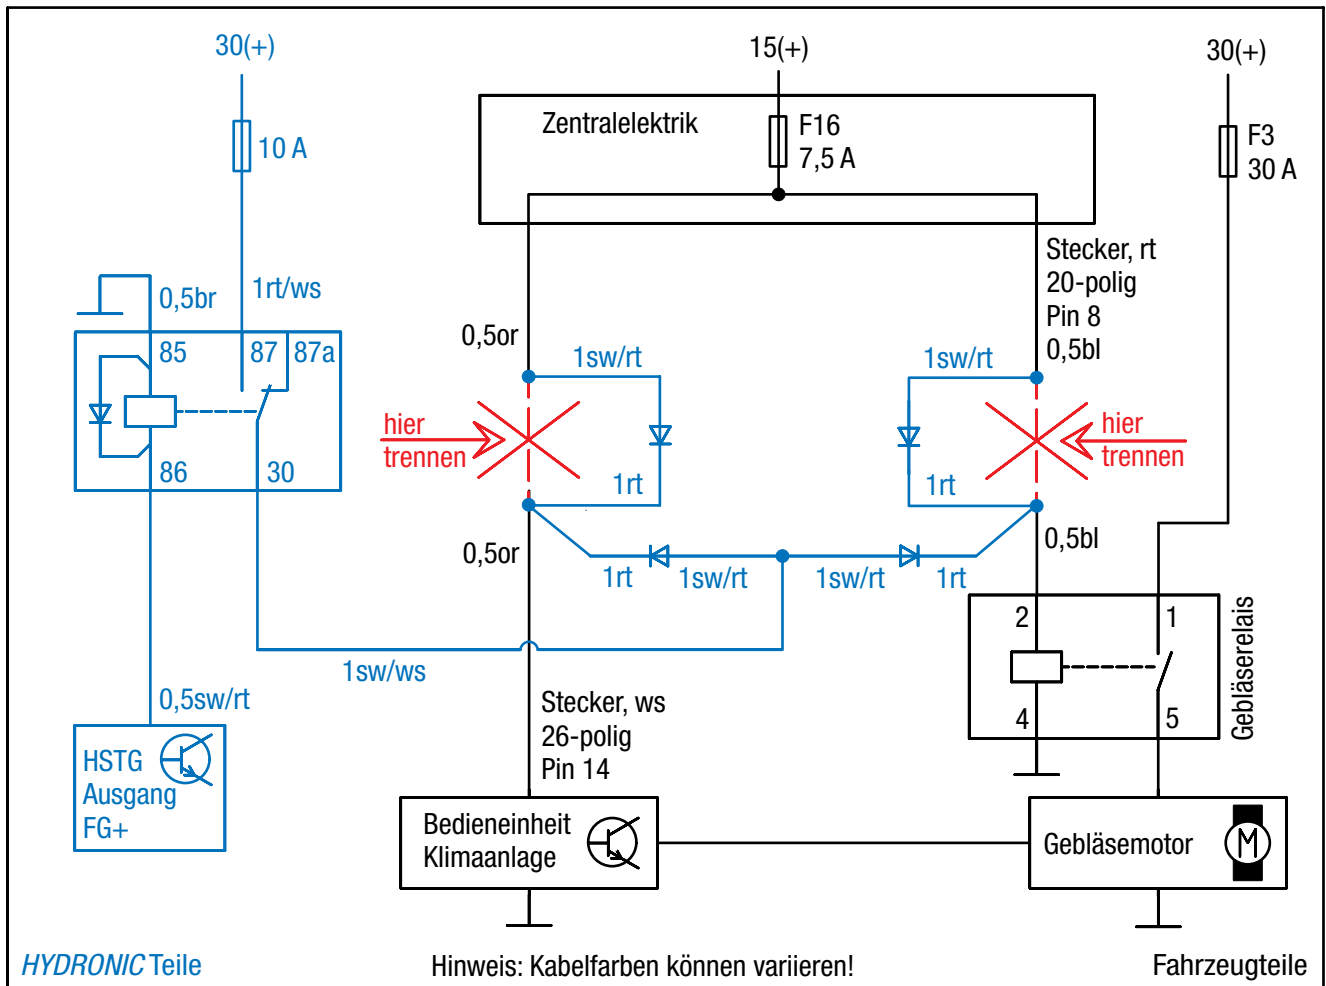 30(+)
15(+)
30(+)
10 A
Zentralelektrik
F16
7,5 A
F3
30 A
0,5br
1rt/ws
Stecker, rt
20-polig
Pin 8
0,5bl
0,5or
85
87
87a
86
30
1sw/rt
1rt
1sw/rt
1rt
hier
trennen
hier
trennen
0,5or
0,5bl
1rt
1sw/rt
1sw/rt
1rt
1sw/ws
0,5sw/rt
HSTG
Ausgang
FG+
Stecker, ws
26-polig
Pin 14
2
1
4
5
Gebläserelais
Bedieneinheit
Klimaanlage
Gebläsemotor
M
HYDRONIC Teile
Hinweis: Kabelfarben können variieren!
Fahrzeugteile